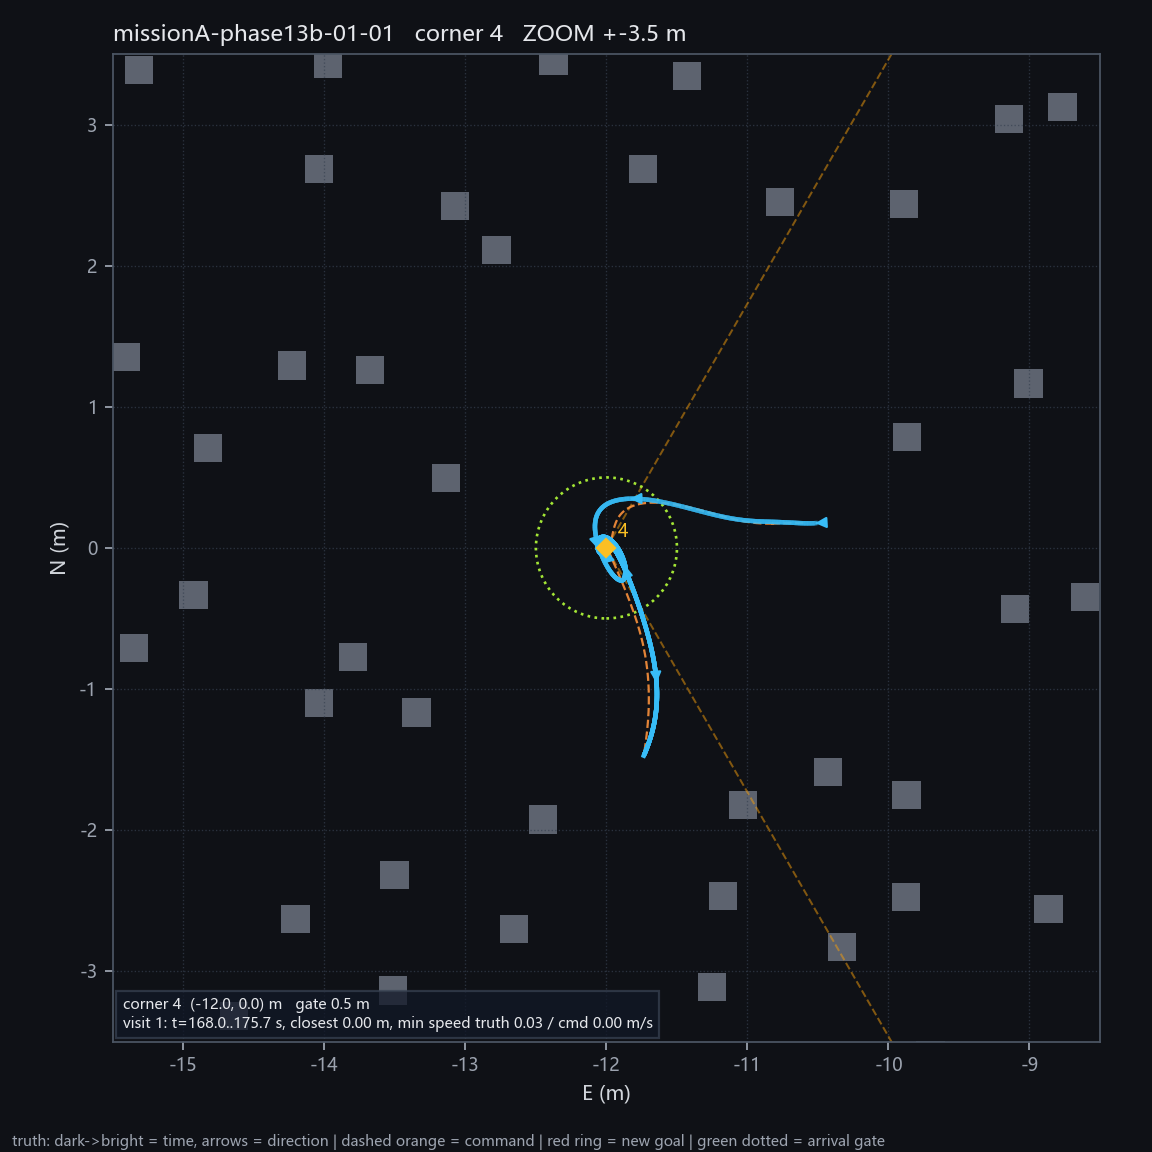 missionA-phase13b-01-01   corner 4   ZOOM +-3.5 m
3
2
1
0
-1
-2
-3
N (m)
4
corner 4  (-12.0, 0.0) m   gate 0.5 m
visit 1: t=168.0..175.7 s, closest 0.00 m, min speed truth 0.03 / cmd 0.00 m/s
-15 -14 -13 -12 -11 -10 -9
E (m)
truth: dark->bright = time, arrows = direction | dashed orange = command | red ring = new goal | green dotted = arrival gate